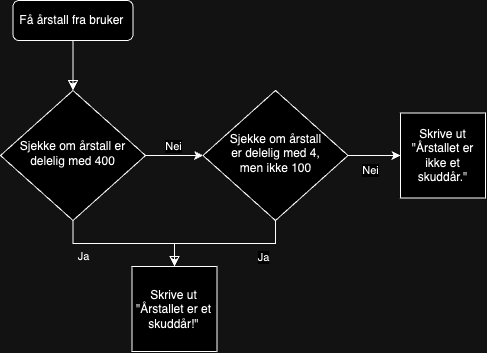 Få årstall fra bruker
Sjekke om årstall er
delelig med 400
Nei
Sjekke om årstall
er delelig med 4,
men ikke 100
Nei
Skrive ut
"Årstallet er
ikke et
skuddår."
Ja
Ja
Skrive ut
"Årstallet er et
skuddår!"